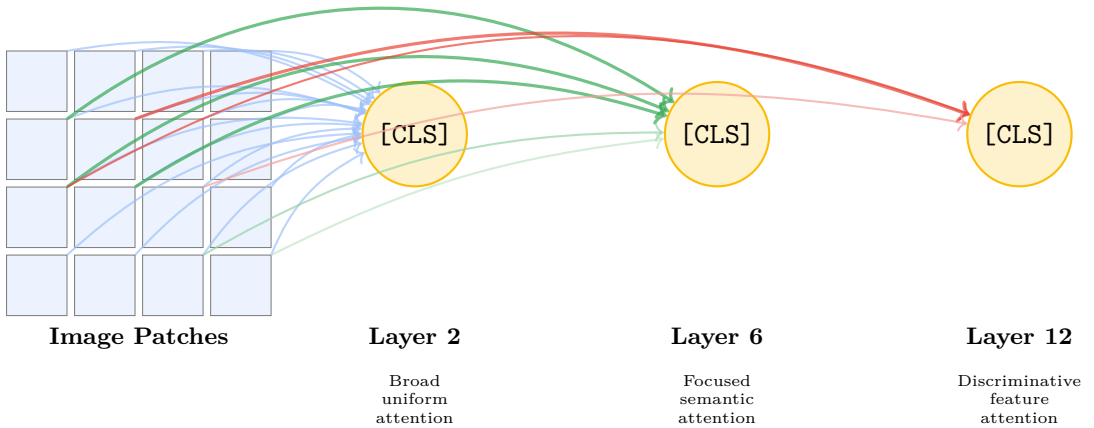 [CLS] [CLS] [CLS]
Image Patches
Layer 2
Layer 6
Layer 12
Broad
uniform
attention
Focused
semantic
attention
Discriminative
feature
attention